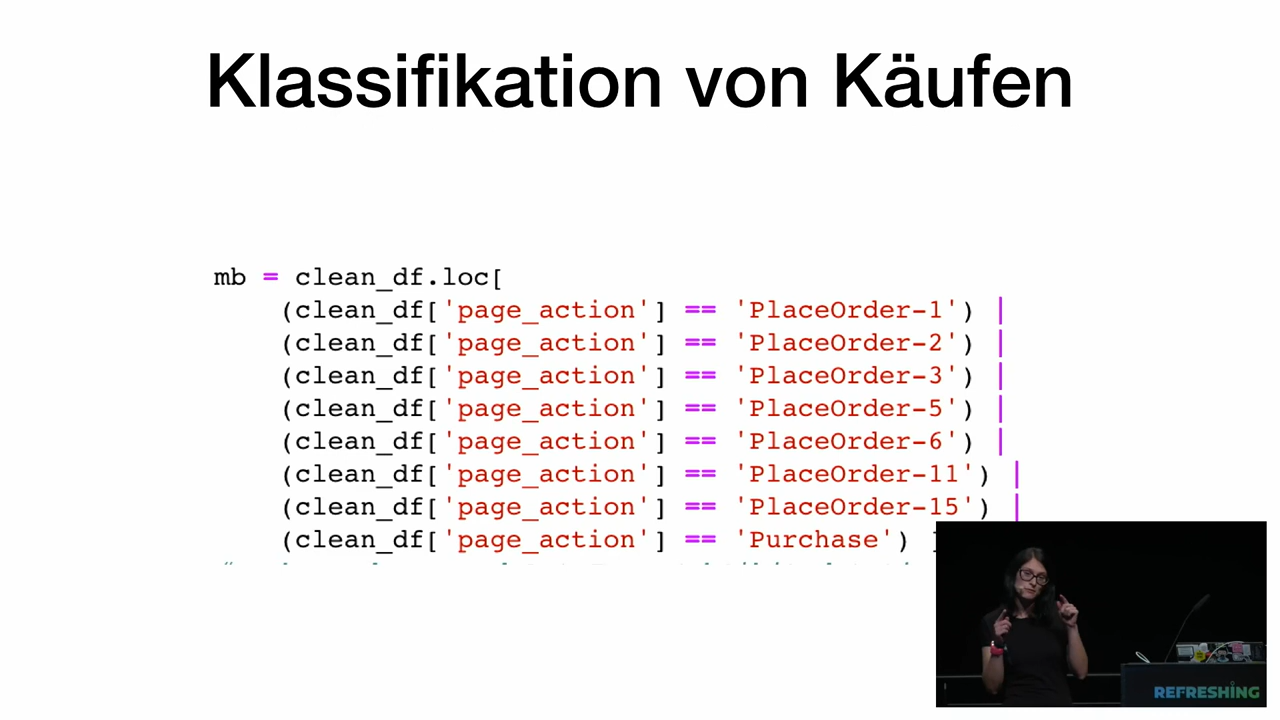 Klassifikation von Käufen
mb = clean_df.loc[
(clean_df['page_action'] == 'PlaceOrder-1') |
(clean_df['page_action'] == 'PlaceOrder-2') |
(clean_df['page_action'] == 'PlaceOrder-3') |
(clean_df['page_action'] == 'PlaceOrder-5') |
(clean_df['page_action'] == 'PlaceOrder-6') |
(clean_df['page_action'] == 'PlaceOrder-11') |
(clean_df['page_action'] == 'PlaceOrder-15') |
(clean_df['page_action'] == 'Purchase') ]
REFRESHING